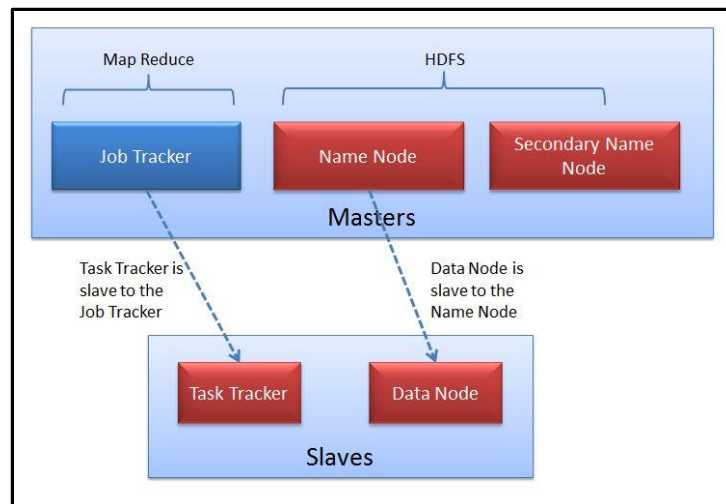 Map Reduce
HDFS
Job Tracker
Name Node
Secondary Name
Node
Masters
Task Tracker is
slave to the
Job Tracker
Data Node is
slave to the
Name Node
Task Tracker
Data Node
Slaves